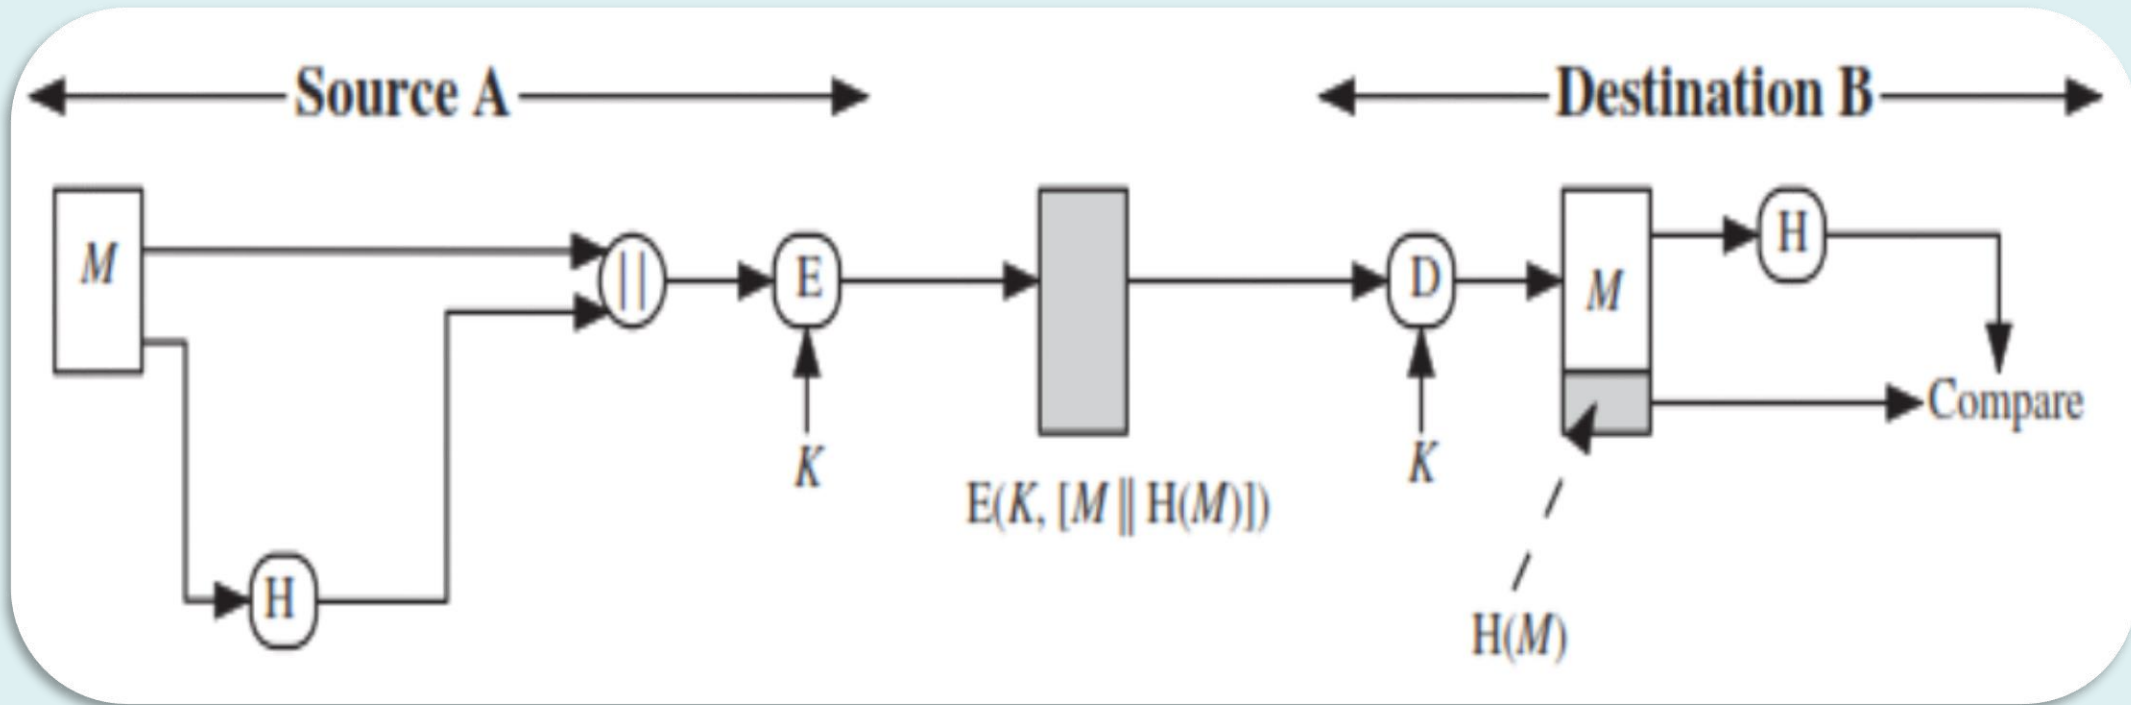 Source A
Destination B
M
||
E
D
M
H
K
K
Compare
E(K, [M || H(M)])
H
H(M)